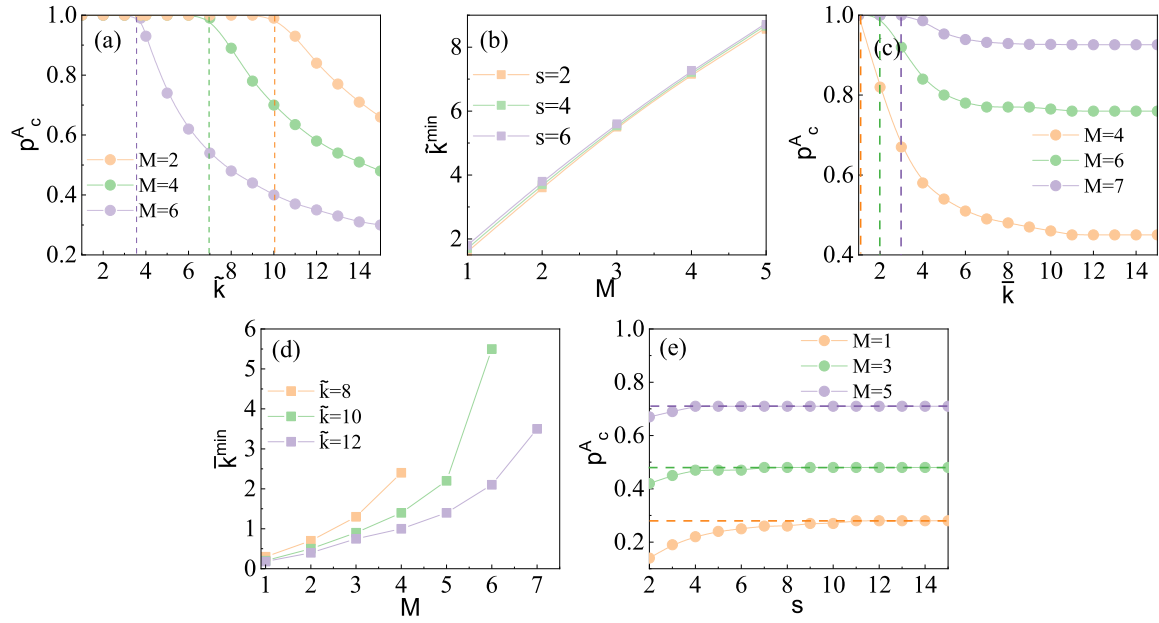 (a)
1.0
0.8
0.6
0.4
0.2
p^A_c
M=2
M=4
M=6
2 4 6 8 10 12 14
k̃
(b)
8
6
4
2
k̃^min
s=2
s=4
s=6
1 2 3 4 5
M
(c)
1.0
0.8
0.6
0.4
p^A_c
M=4
M=6
M=7
2 4 6 8 10 12 14
k̄
(d)
6
5
4
3
2
1
0
k̄^min
k̃=8
k̃=10
k̃=12
1 2 3 4 5 6 7
M
(e)
1.0
0.8
0.6
0.4
0.2
p^A_c
M=1
M=3
M=5
2 4 6 8 10 12 14
s